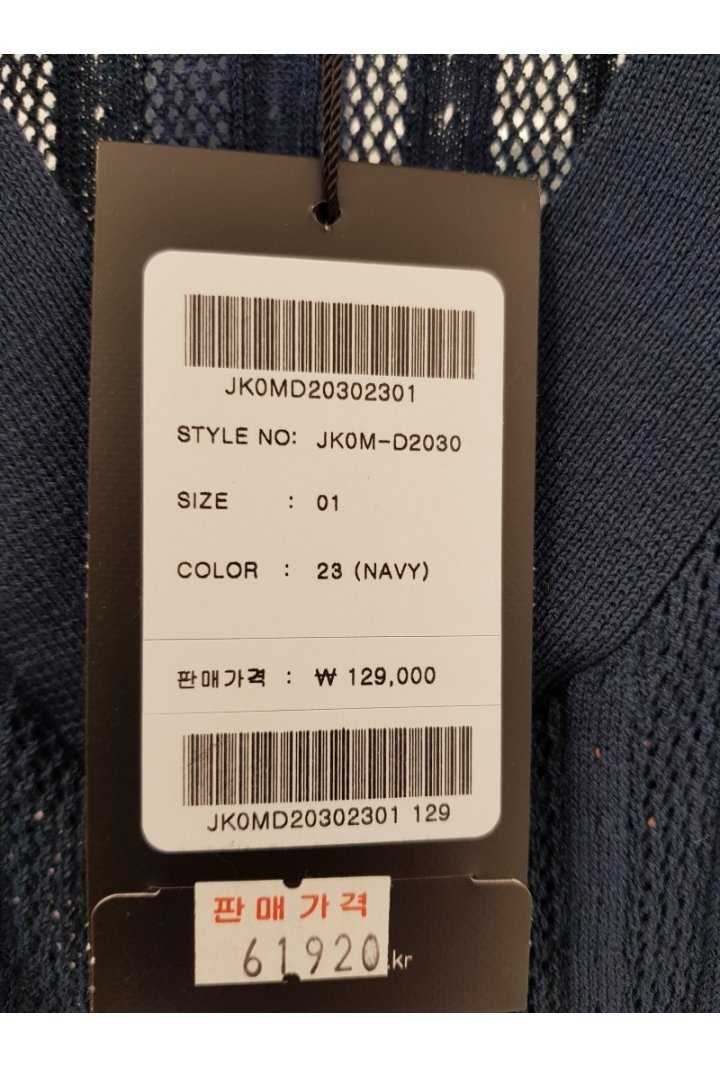 JK0MD20302301
STYLE NO: JK0M-D2030
SIZE : 01
COLOR : 23 (NAVY)
판매가격 : ₩ 129,000
JK0MD20302301 129
판매가격
61920
.kr